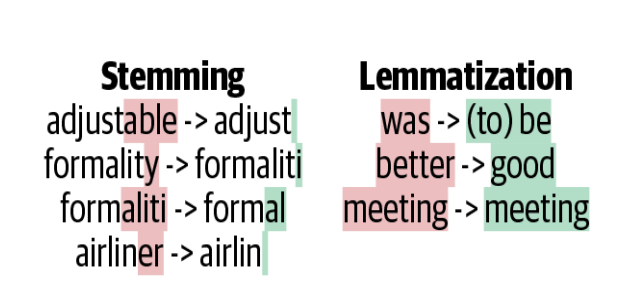 Stemming
adjustable -> adjust
formality -> formaliti
formaliti -> formal
airliner -> airlin
Lemmatization
was -> (to) be
better -> good
meeting -> meeting